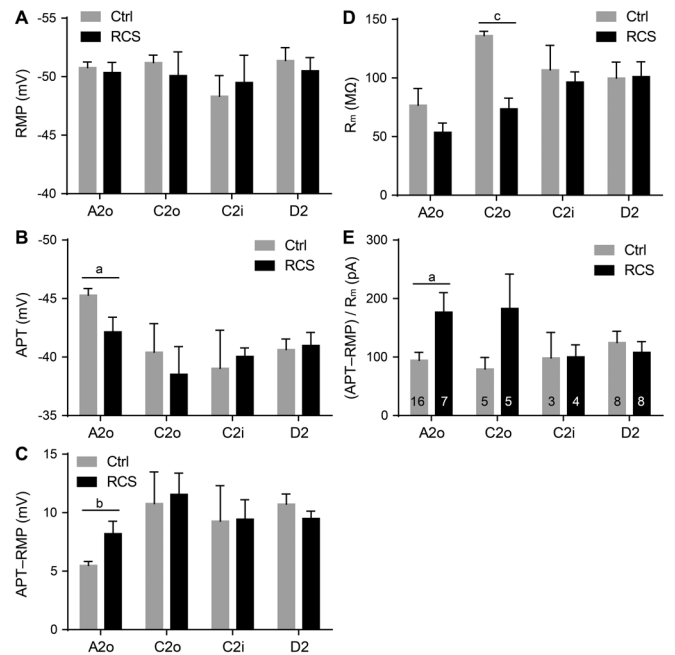 A
-55
-50
-45
-40
RMP (mV)
Ctrl
RCS
A2o C2o C2i D2
B
-50
-45
-40
-35
APT (mV)
Ctrl
RCS
a
A2o C2o C2i D2
C
15
10
5
0
APT–RMP (mV)
Ctrl
RCS
b
A2o C2o C2i D2
D
150
100
50
0
Rm (MΩ)
c
Ctrl
RCS
A2o C2o C2i D2
E
300
200
100
0
(APT–RMP) / Rm (pA)
Ctrl
RCS
a
16 7 5 5 3 4 8 8
A2o C2o C2i D2